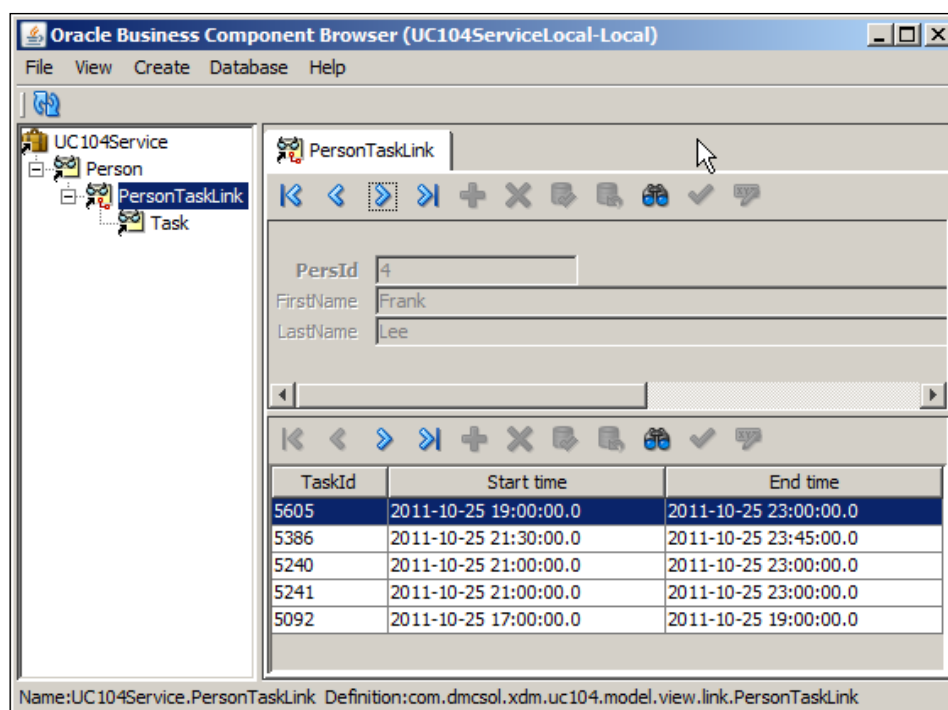 Oracle Business Component Browser (UC104ServiceLocal-Local)
File View Create Database Help
UC104Service
Person
PersonTaskLink
Task
PersonTaskLink
PersId 4
FirstName Frank
LastName Lee
TaskId Start time End time
5605 2011-10-25 19:00:00.0 2011-10-25 23:00:00.0
5386 2011-10-25 21:30:00.0 2011-10-25 23:45:00.0
5240 2011-10-25 21:00:00.0 2011-10-25 23:00:00.0
5241 2011-10-25 21:00:00.0 2011-10-25 23:00:00.0
5092 2011-10-25 17:00:00.0 2011-10-25 19:00:00.0
Name:UC104Service.PersonTaskLink Definition:com.dmcsol.xdm.uc104.model.view.link.PersonTaskLink